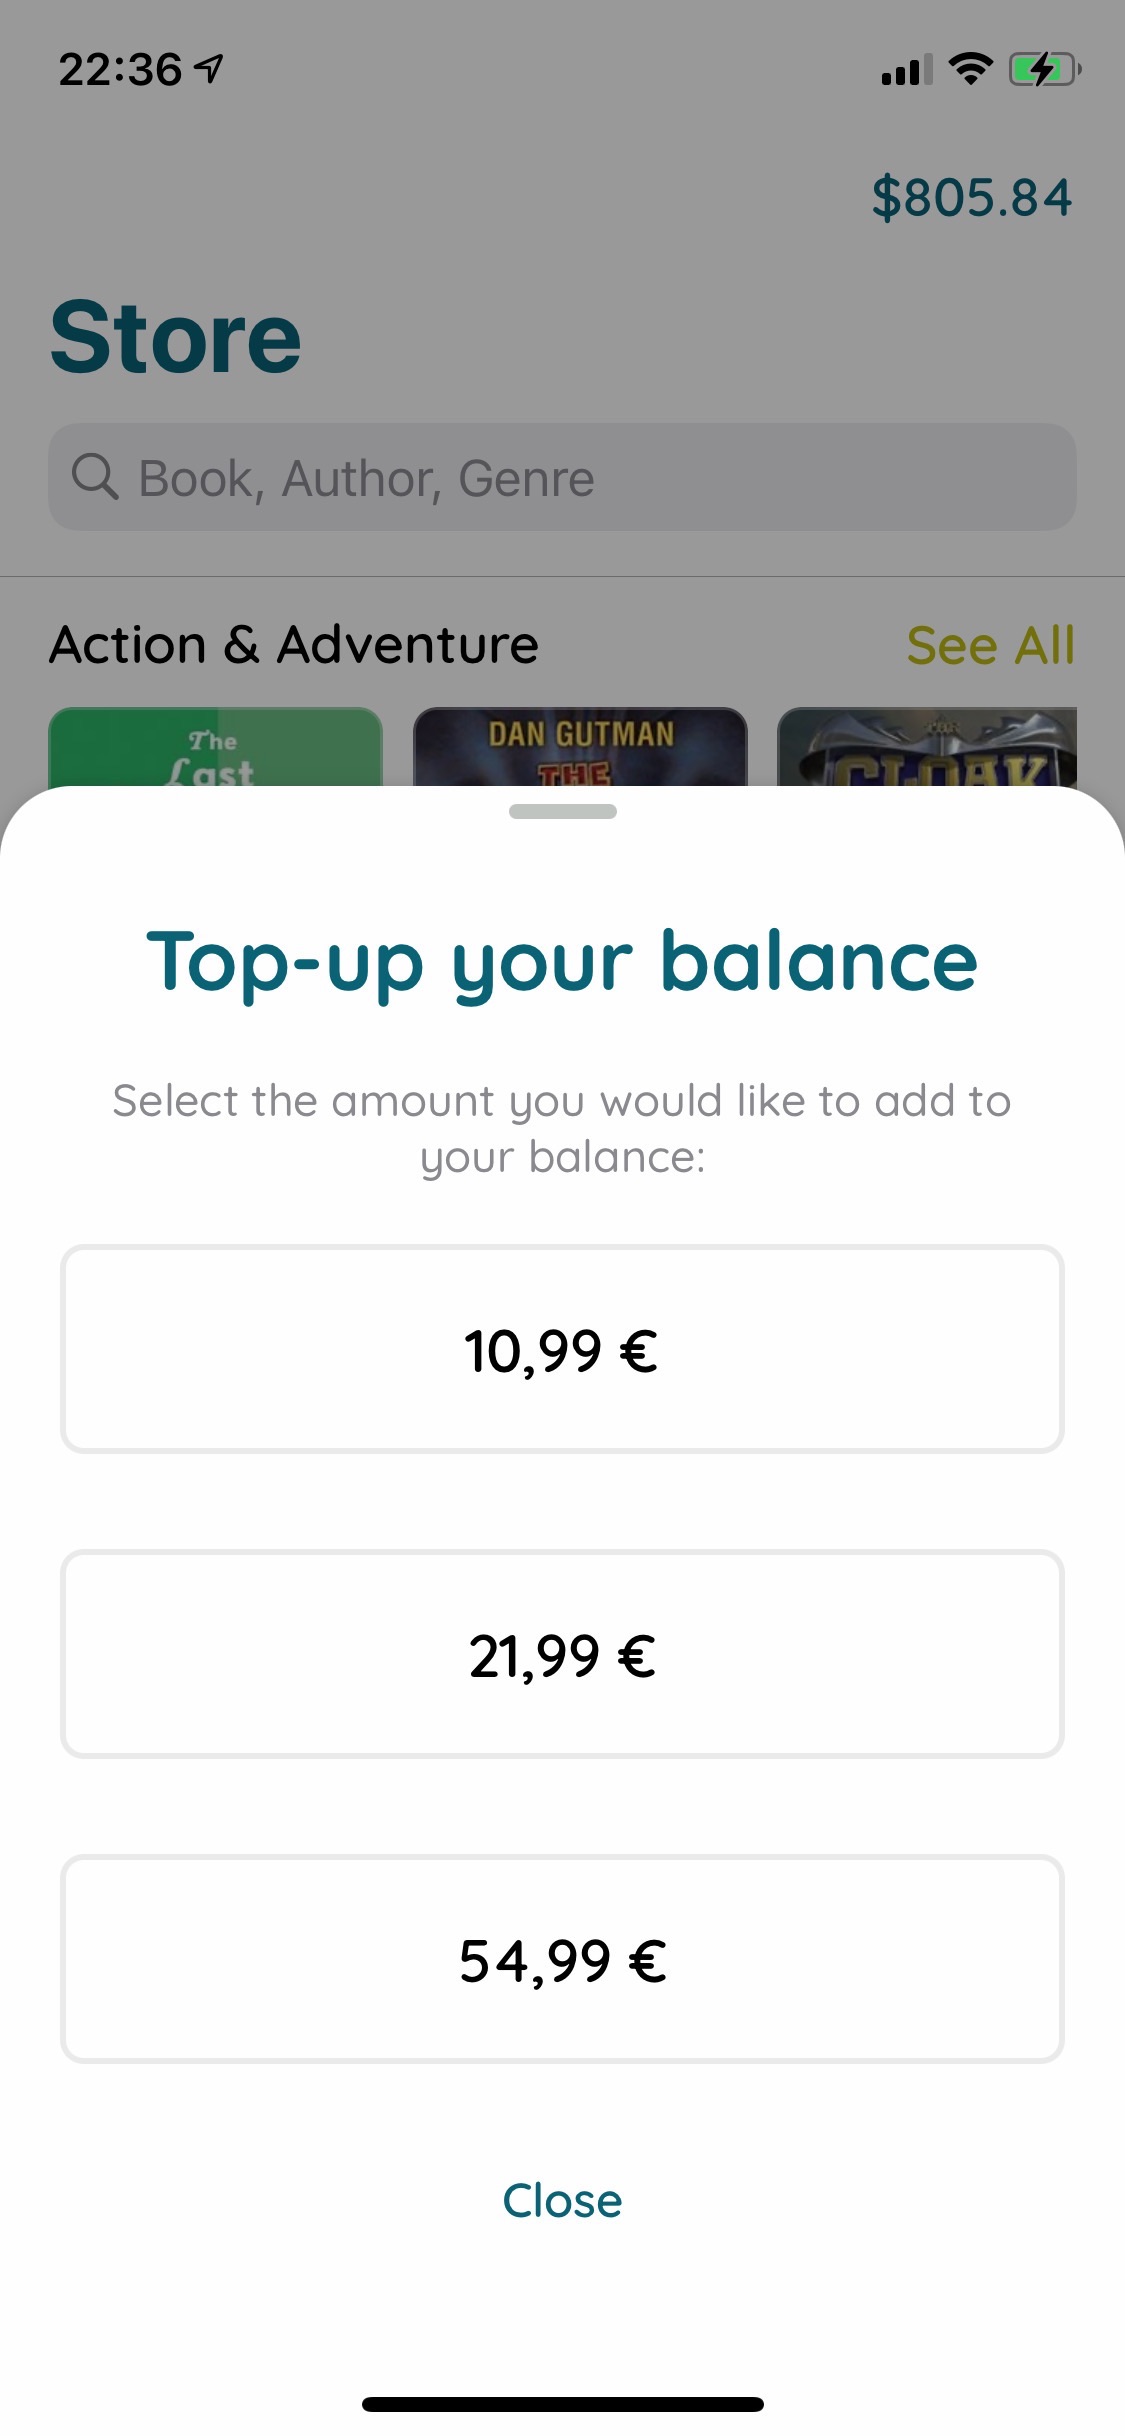 22:36
$805.84
Store
Book, Author, Genre
Action & Adventure
See All
The
Last
DAN GUTMAN
THE
THE
CLOAK
Top-up your balance
Select the amount you would like to add to
your balance:
10,99 €
21,99 €
54,99 €
Close